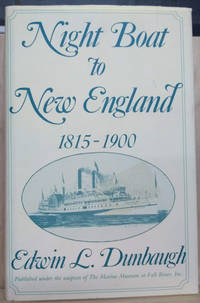 Night Boat
to
New England
1815-1900
Edwin L. Dunbaugh
Published under the auspices of The Marine Museum at Fall River, Inc.